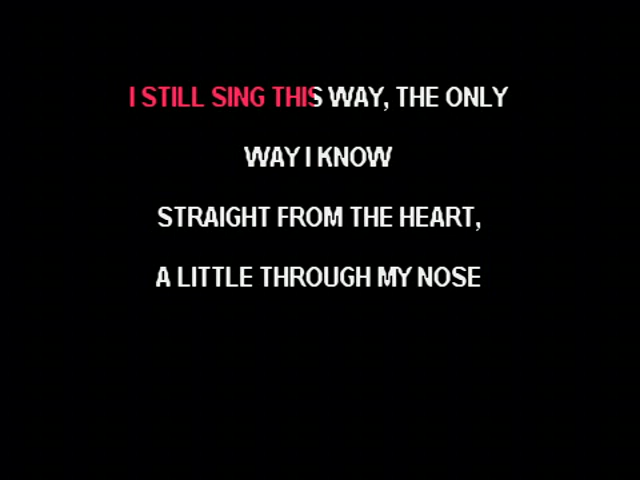 I STILL SING THIS WAY, THE ONLY
WAY I KNOW
STRAIGHT FROM THE HEART,
A LITTLE THROUGH MY NOSE